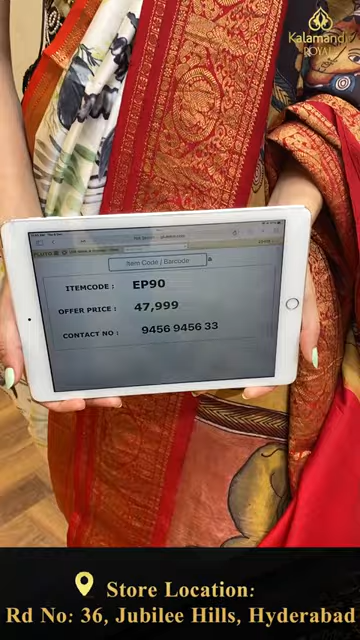 Kalamandir
ROYAL
Item Code / Barcode
ITEMCODE : EP90
OFFER PRICE : 47,999
CONTACT NO : 9456 9456 33
Store Location:
Rd No: 36, Jubilee Hills, Hyderabad